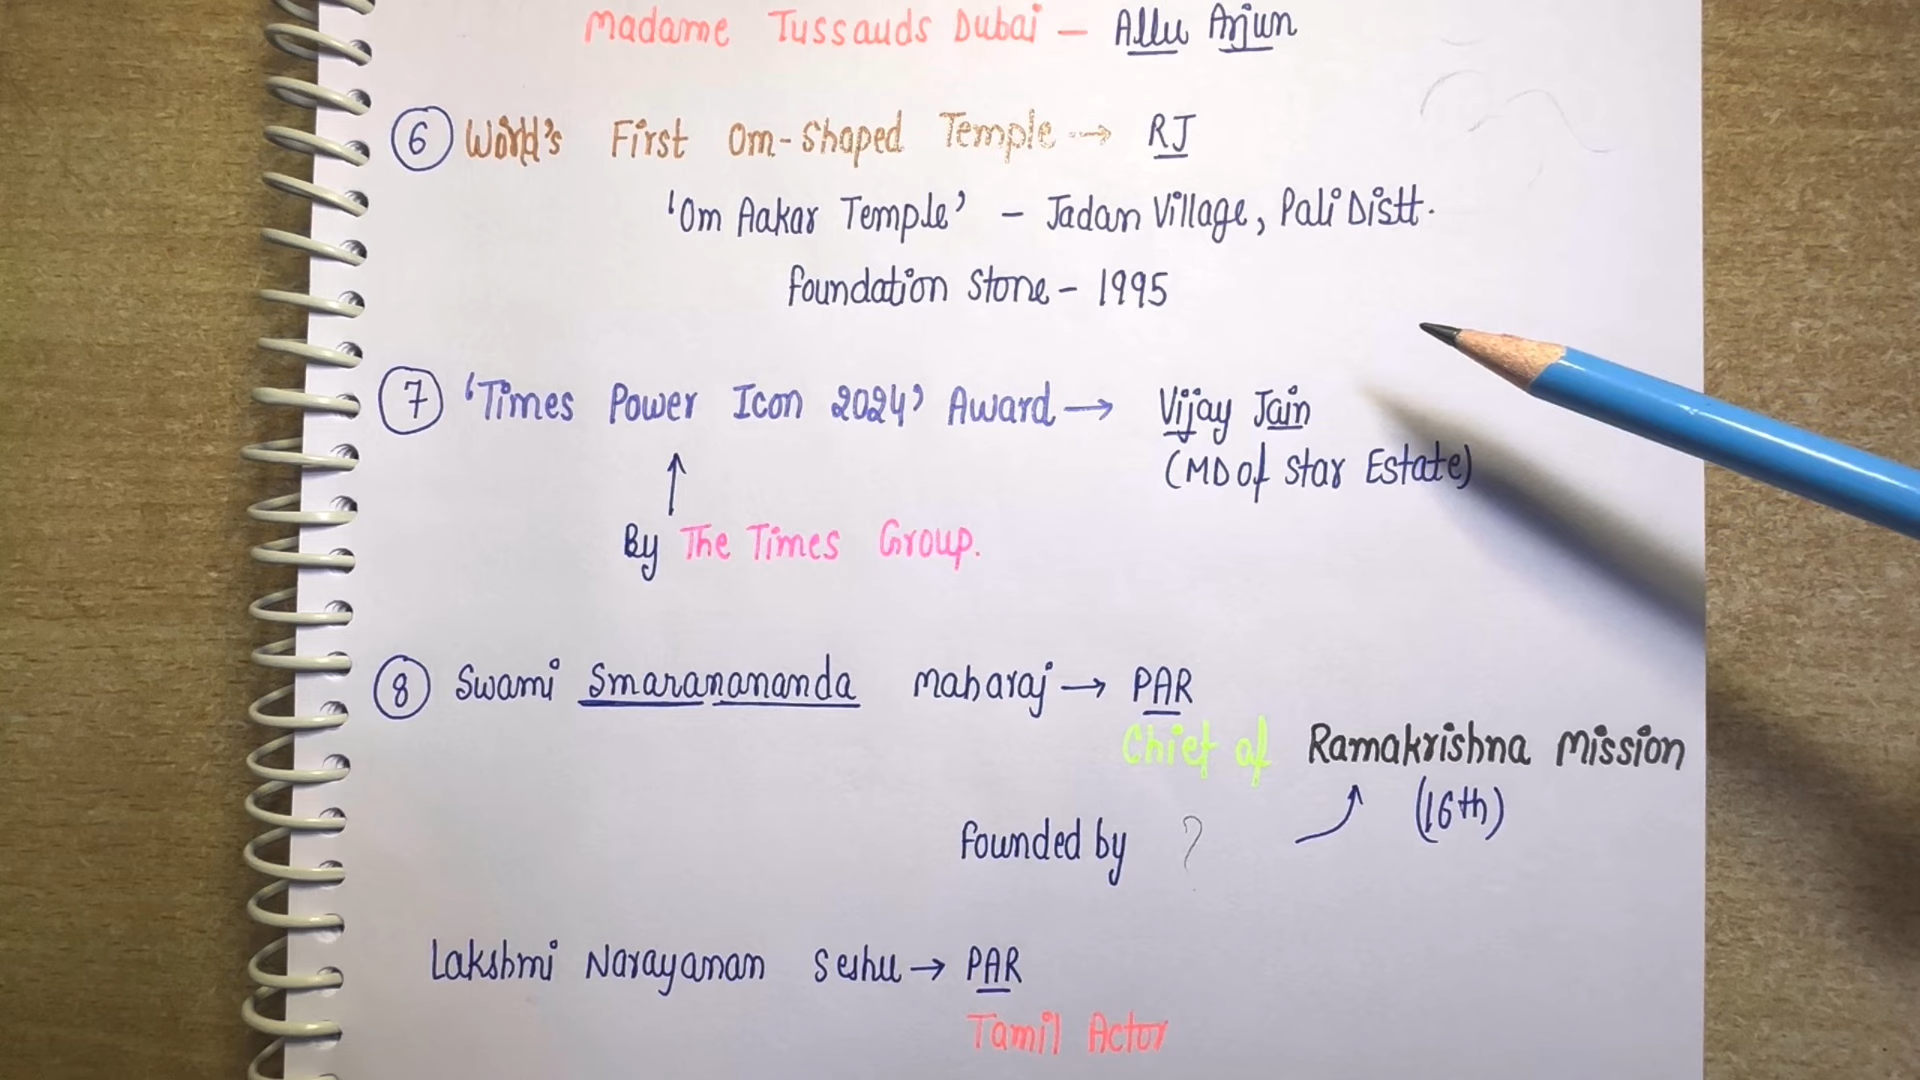 Madame Tussauds Dubai – Allu Arjun
6 World's First Om-Shaped Temple → RJ
'Om Aakar Temple' – Jadan Village, Pali Distt.
Foundation Stone – 1995
7 'Times Power Icon 2024' Award → Vijay Jain
(MD of Star Estate)
↑
By The Times Group.
8 Swami Smaranananda Maharaj → PAR
Chief of Ramakrishna Mission
(16th)
Founded by ?
Lakshmi Narayanan Seshu → PAR
Tamil Actor